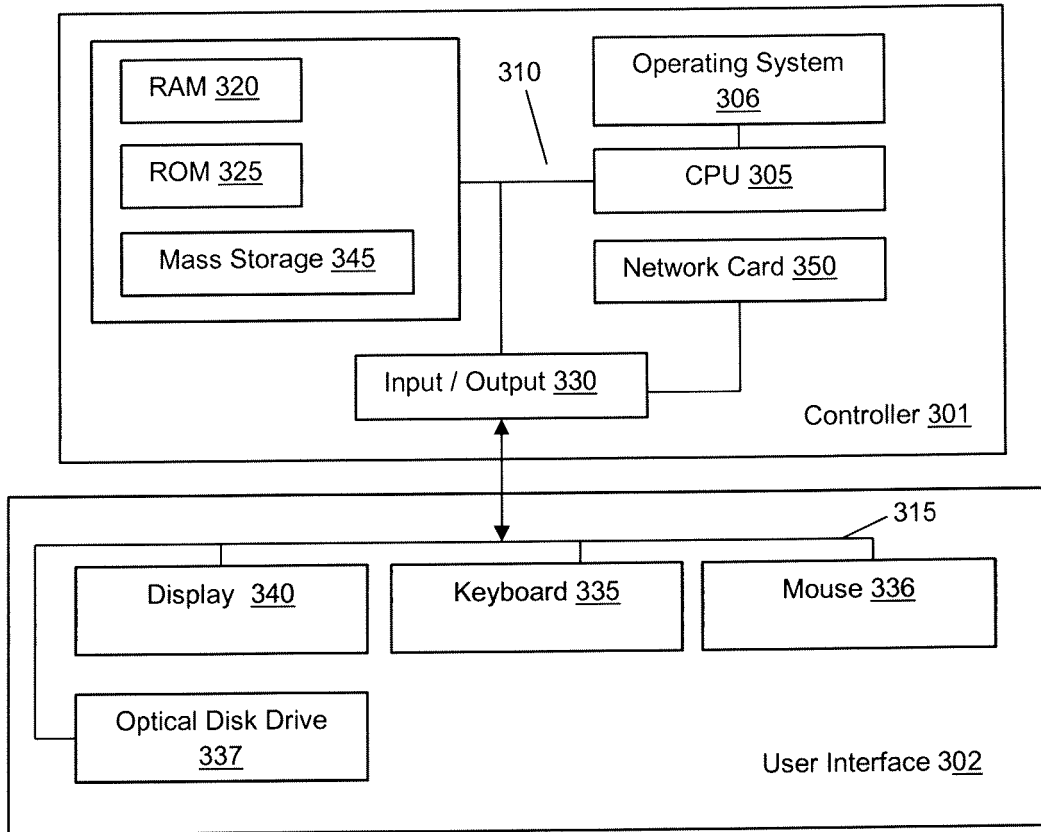 RAM 320
310
Operating System
306
ROM 325
CPU 305
Mass Storage 345
Network Card 350
Input / Output 330
Controller 301
315
Display 340
Keyboard 335
Mouse 336
Optical Disk Drive
337
User Interface 302